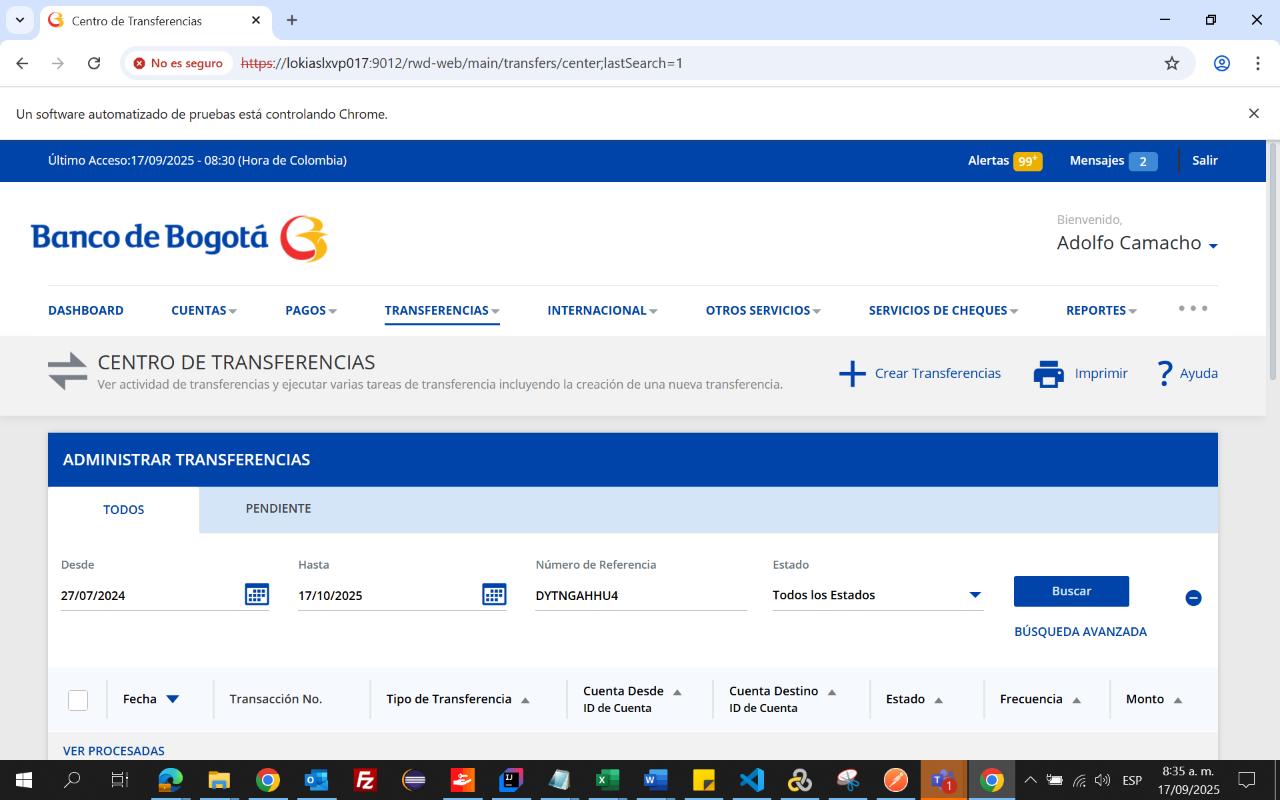 Centro de Transferencias
No es seguro
https://lokiaslxvp017:9012/rwd-web/main/transfers/center;lastSearch=1
Un software automatizado de pruebas está controlando Chrome.
Último Acceso:17/09/2025 - 08:30 (Hora de Colombia)
Alertas 99+
Mensajes 2
Salir
Banco de Bogotá
Bienvenido,
Adolfo Camacho
DASHBOARD
CUENTAS
PAGOS
TRANSFERENCIAS
INTERNACIONAL
OTROS SERVICIOS
SERVICIOS DE CHEQUES
REPORTES
CENTRO DE TRANSFERENCIAS
Ver actividad de transferencias y ejecutar varias tareas de transferencia incluyendo la creación de una nueva transferencia.
Crear Transferencias
Imprimir
? Ayuda
ADMINISTRAR TRANSFERENCIAS
TODOS
PENDIENTE
Desde
Hasta
Número de Referencia
Estado
27/07/2024
17/10/2025
DYTNGAHHU4
Todos los Estados
Buscar
BÚSQUEDA AVANZADA
Fecha
Transacción No.
Tipo de Transferencia
Cuenta Desde
ID de Cuenta
Cuenta Destino
ID de Cuenta
Estado
Frecuencia
Monto
VER PROCESADAS
ESP
8:35 a. m.
17/09/2025